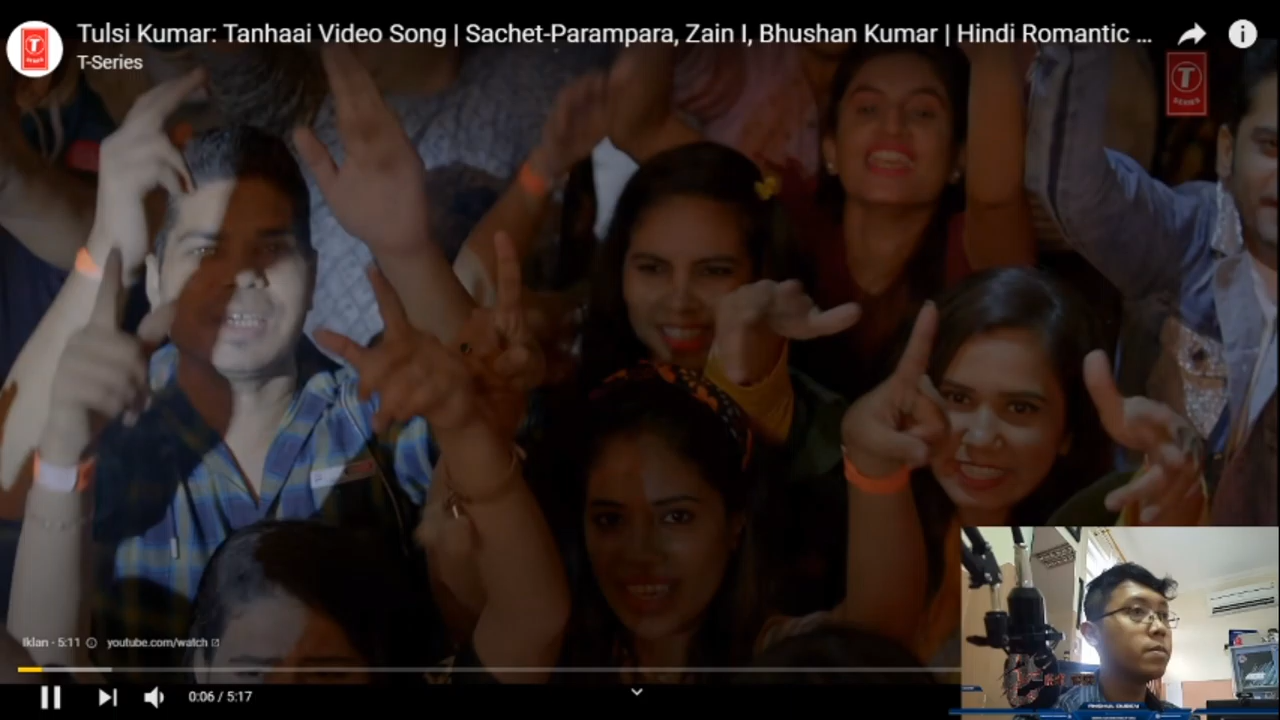 Tulsi Kumar: Tanhaai Video Song | Sachet-Parampara, Zain I, Bhushan Kumar | Hindi Romantic ...
T-Series
T
SERIES
T
SERIES
Iklan · 5:11 youtube.com/watch
0:06 / 5:17